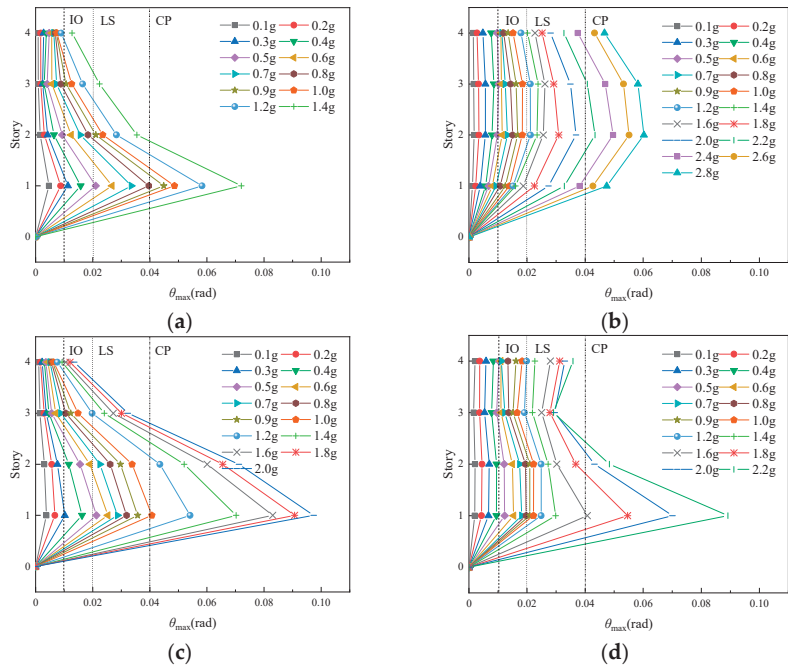 IO LS CP
0.1g 0.2g
0.3g 0.4g
0.5g 0.6g
0.7g 0.8g
0.9g 1.0g
1.2g 1.4g
Story
4
3
2
1
0
0.00 0.02 0.04 0.06 0.08 0.10
θmax(rad)
(a)
IO LS CP
0.1g 0.2g
0.3g 0.4g
0.5g 0.6g
0.7g 0.8g
0.9g 1.0g
1.2g 1.4g
1.6g 1.8g
2.0g 2.2g
2.4g 2.6g
2.8g
Story
4
3
2
1
0
0.00 0.02 0.04 0.06 0.08 0.10
θmax(rad)
(b)
IO LS CP
0.1g 0.2g
0.3g 0.4g
0.5g 0.6g
0.7g 0.8g
0.9g 1.0g
1.2g 1.4g
1.6g 1.8g
2.0g
Story
4
3
2
1
0
0.00 0.02 0.04 0.06 0.08 0.10
θmax(rad)
(c)
IO LS CP
0.1g 0.2g
0.3g 0.4g
0.5g 0.6g
0.7g 0.8g
0.9g 1.0g
1.2g 1.4g
1.6g 1.8g
2.0g 2.2g
Story
4
3
2
1
0
0.00 0.02 0.04 0.06 0.08 0.10
θmax(rad)
(d)